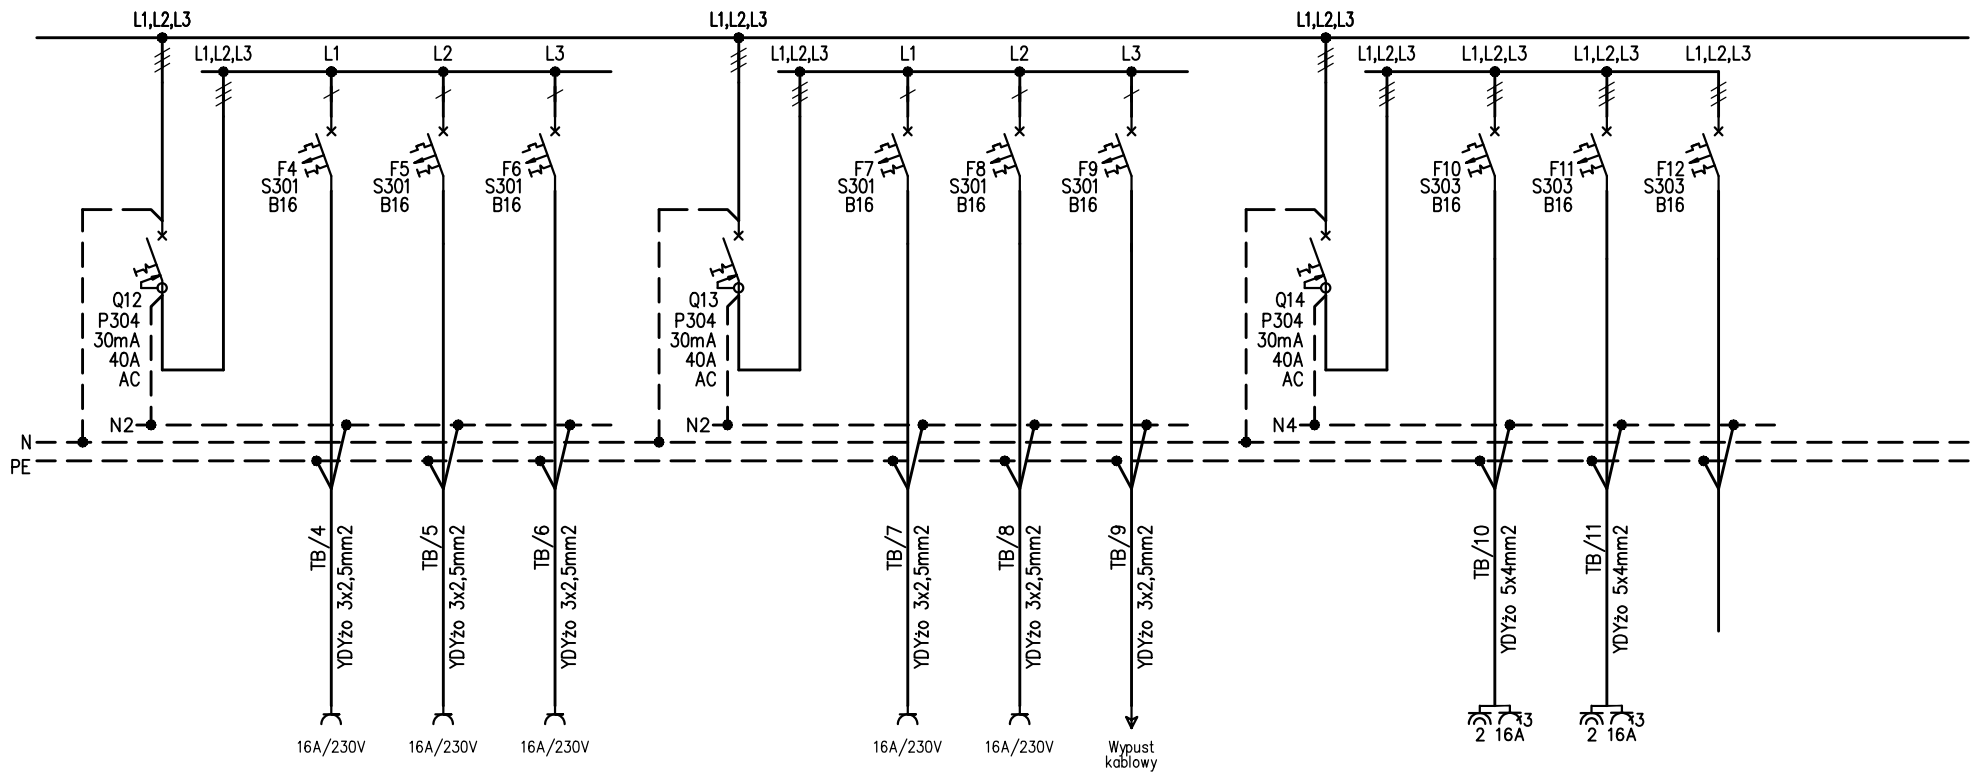 L1,L2,L3
L1,L2,L3
L1,L2,L3
L1,L2,L3 L1 L2 L3
L1,L2,L3 L1 L2 L3
L1,L2,L3 L1,L2,L3 L1,L2,L3 L1,L2,L3
F4
S301
B16
F5
S301
B16
F6
S301
B16
F7
S301
B16
F8
S301
B16
F9
S301
B16
F10
S303
B16
F11
S303
B16
F12
S303
B16
Q12
P304
30mA
40A
AC
Q13
P304
30mA
40A
AC
Q14
P304
30mA
40A
AC
N2
N2
N4
N
PE
TB/4
YDYżo 3x2,5mm2
TB/5
YDYżo 3x2,5mm2
TB/6
YDYżo 3x2,5mm2
TB/7
YDYżo 3x2,5mm2
TB/8
YDYżo 3x2,5mm2
TB/9
YDYżo 3x2,5mm2
TB/10
YDYżo 5x4mm2
TB/11
YDYżo 5x4mm2
16A/230V
16A/230V
16A/230V
16A/230V
16A/230V
Wypust
kablowy
x3
2 16A
x3
2 16A